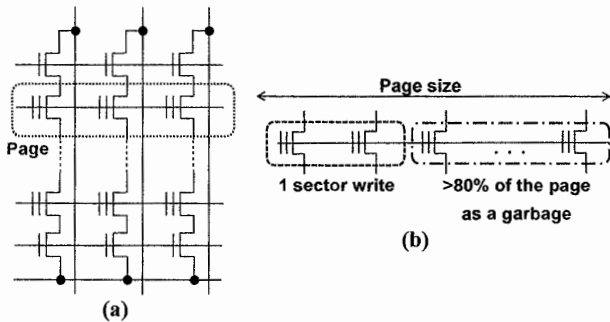 Page
(a)
Page size
1 sector write
>80% of the page
as a garbage
(b)